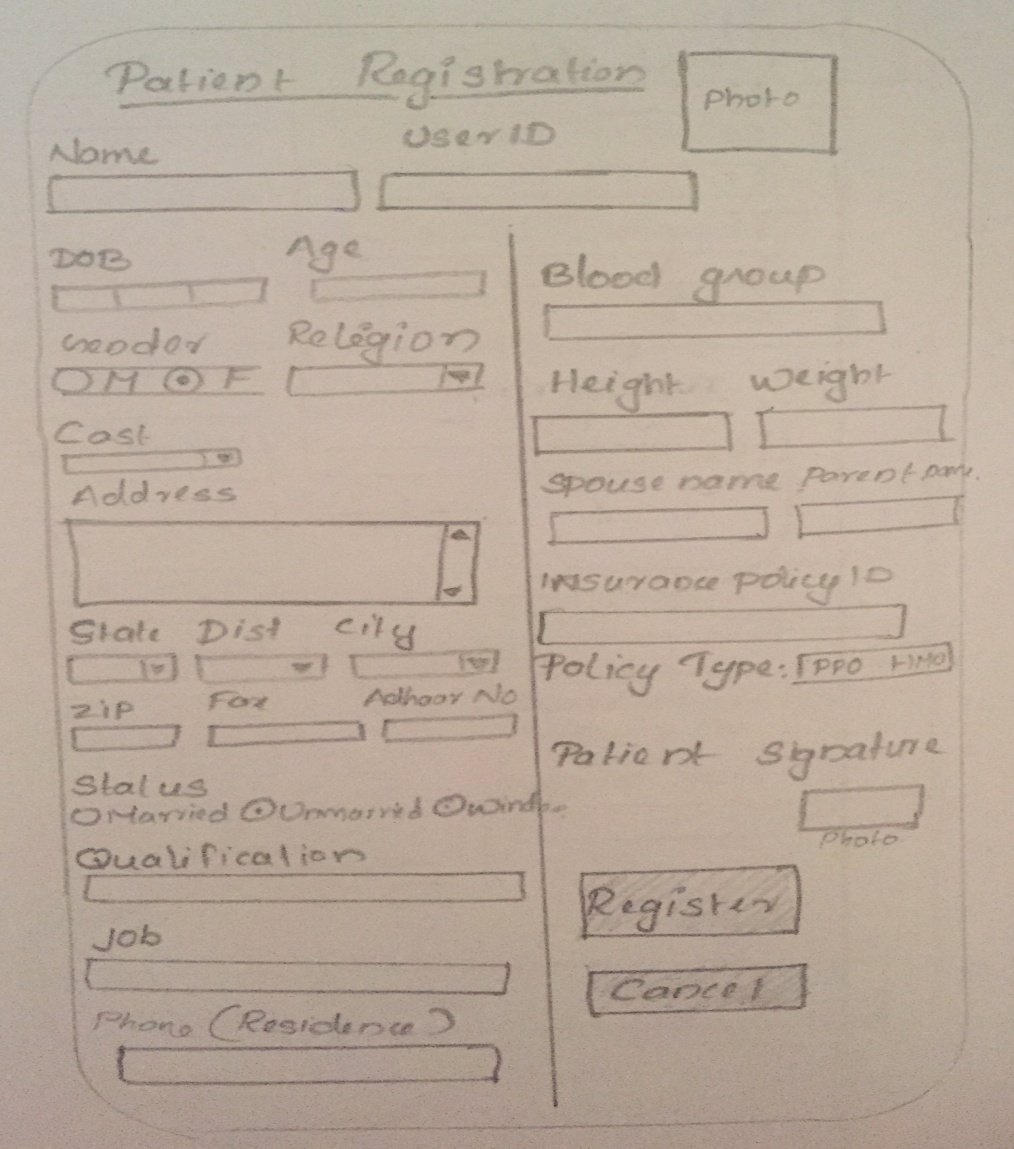 Patient Registration
Photo
Name
User ID
DOB
Age
Gender
Religion
O M O F
Cast
Address
State Dist City
Zip Fax Adhaar No
Status
O Married O Unmarried O
Qualification
Job
Phone (Residence)
Blood group
Height Weight
Spouse name Parent name.
Insurance policy ID
Policy Type: PPO HMO
Patient Signature
Photo
Register
Cancel